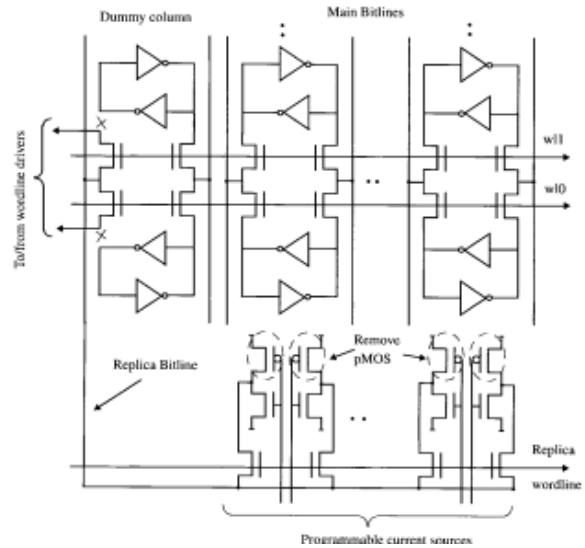 Dummy column
Main Bitlines
To/from wordline drivers
wl1
wl0
Remove
pMOS
Replica Bitline
Replica
wordline
Programmable current sources